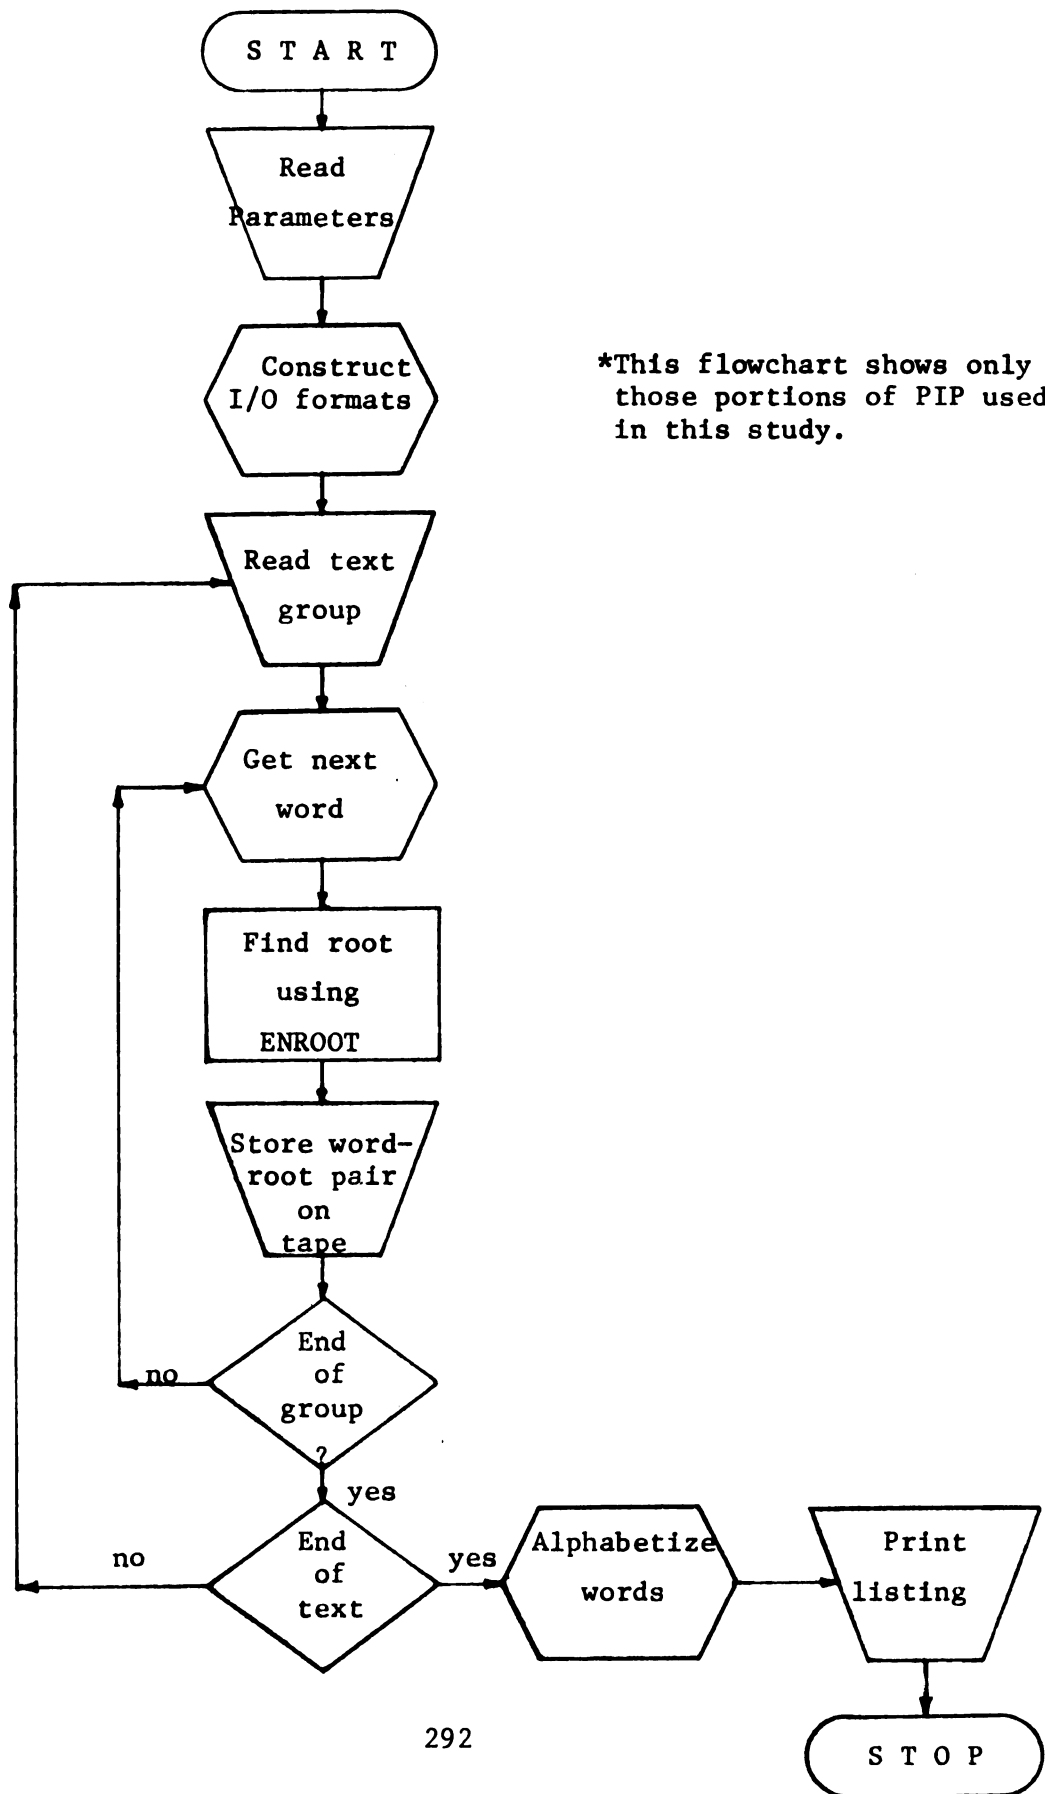 S T A R T
Read
Parameters
Construct
I/O formats
*This flowchart shows only
those portions of PIP used
in this study.
Read text
group
Get next
word
Find root
using
ENROOT
Store word-
root pair
on
tape
End
of
group
?
no
yes
End
of
text
no
yes
Alphabetize
words
Print
listing
S T O P
292